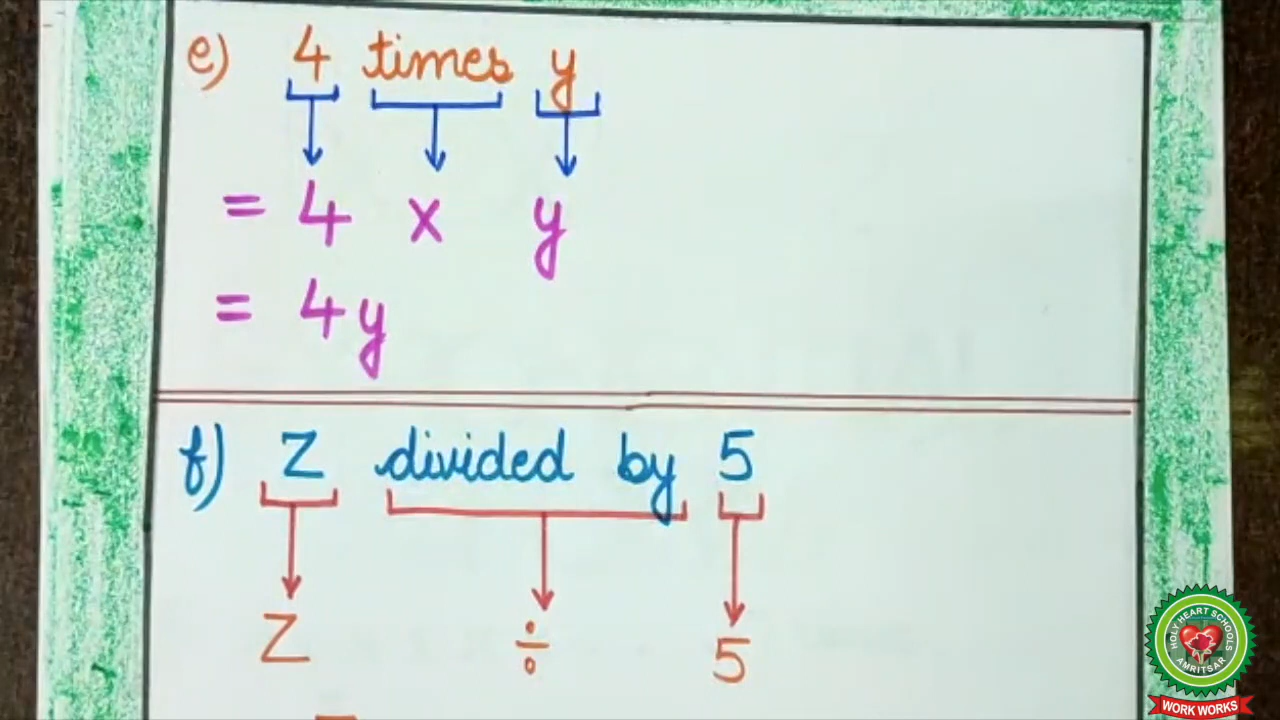 e) 4 times y
= 4 x y
= 4y
f) Z divided by 5
Z ÷ 5
HOLY HEART SCHOOLS
AMRITSAR
WORK WORKS